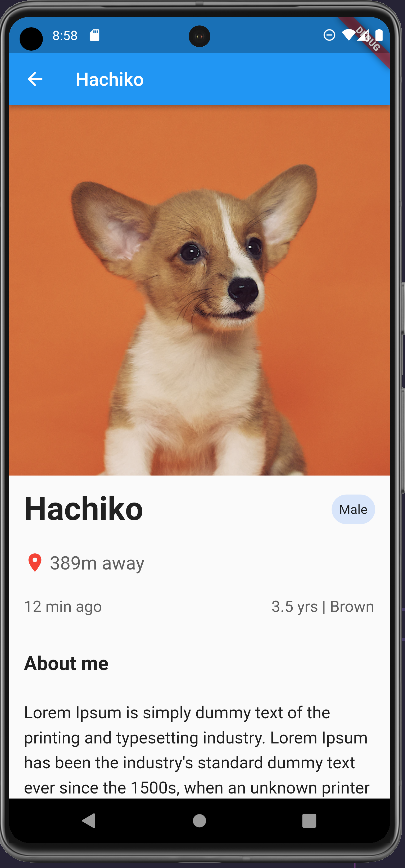 8:58
DEBUG
Hachiko
Hachiko
Male
389m away
12 min ago
3.5 yrs | Brown
About me
Lorem Ipsum is simply dummy text of the
printing and typesetting industry. Lorem Ipsum
has been the industry's standard dummy text
ever since the 1500s, when an unknown printer